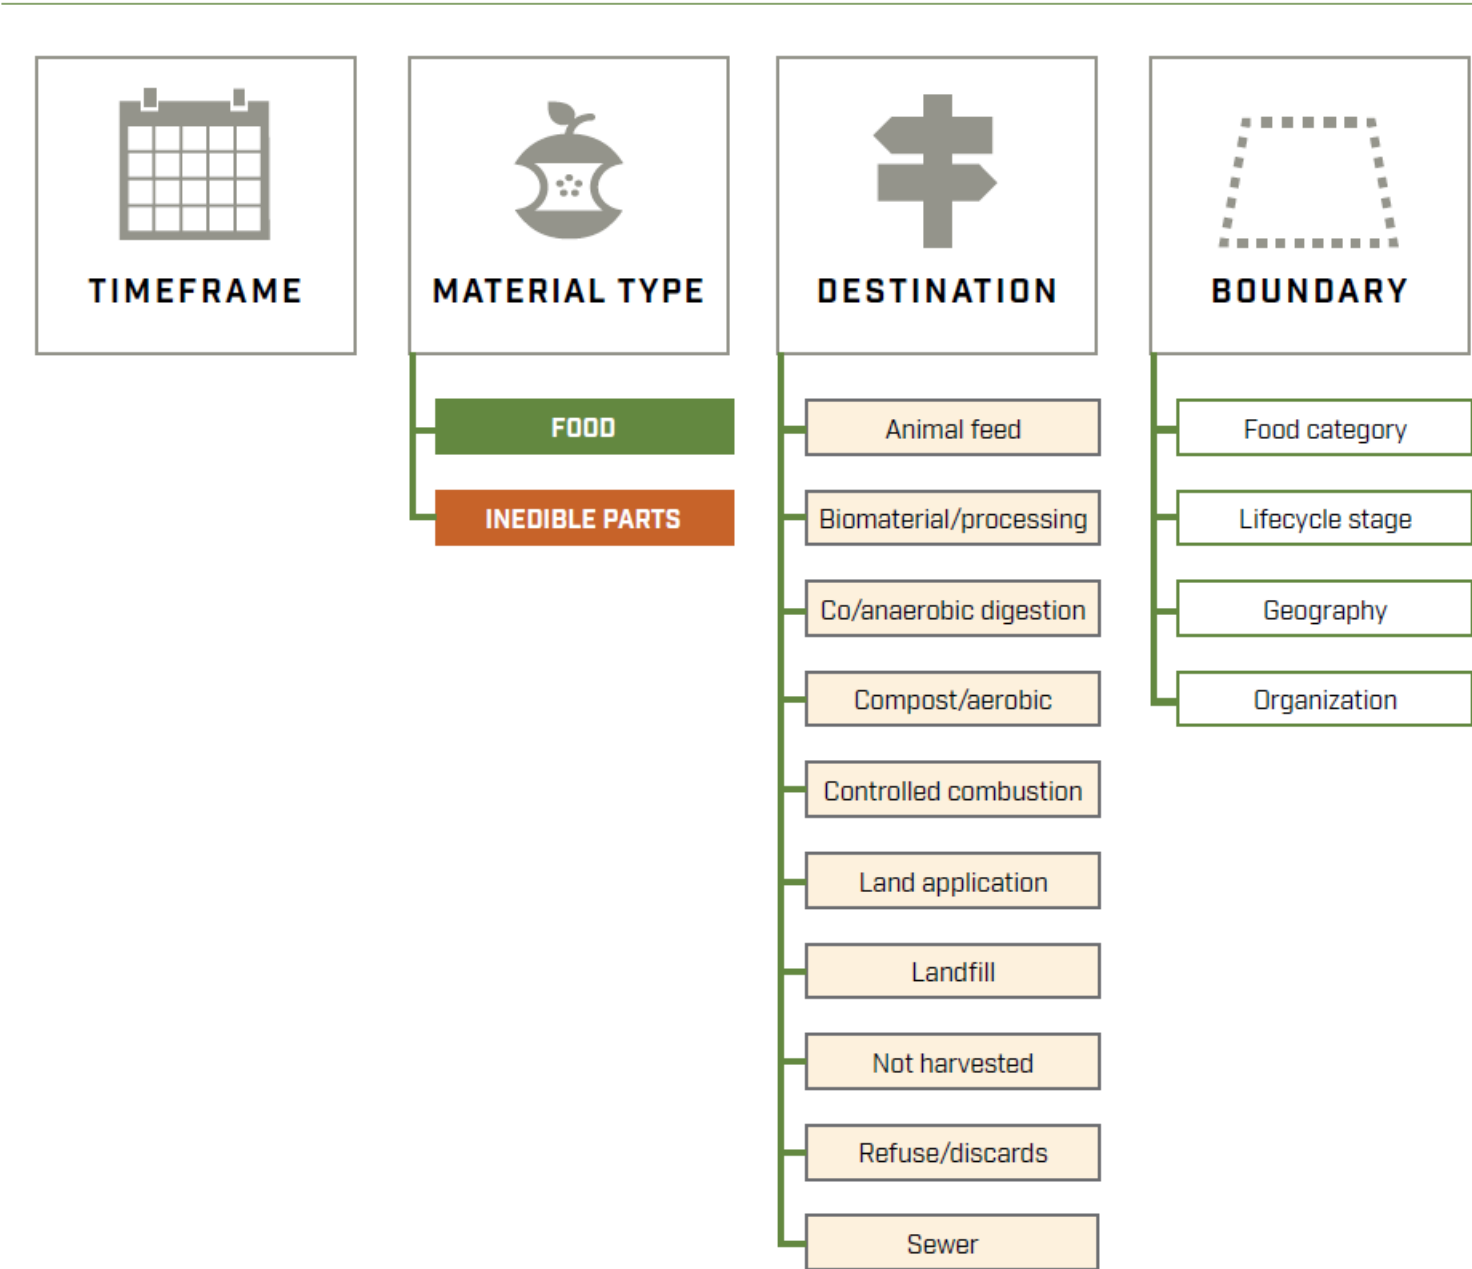 TIMEFRAME
MATERIAL TYPE
FOOD
INEDIBLE PARTS
DESTINATION
Animal feed
Biomaterial/processing
Co/anaerobic digestion
Compost/aerobic
Controlled combustion
Land application
Landfill
Not harvested
Refuse/discards
Sewer
BOUNDARY
Food category
Lifecycle stage
Geography
Organization